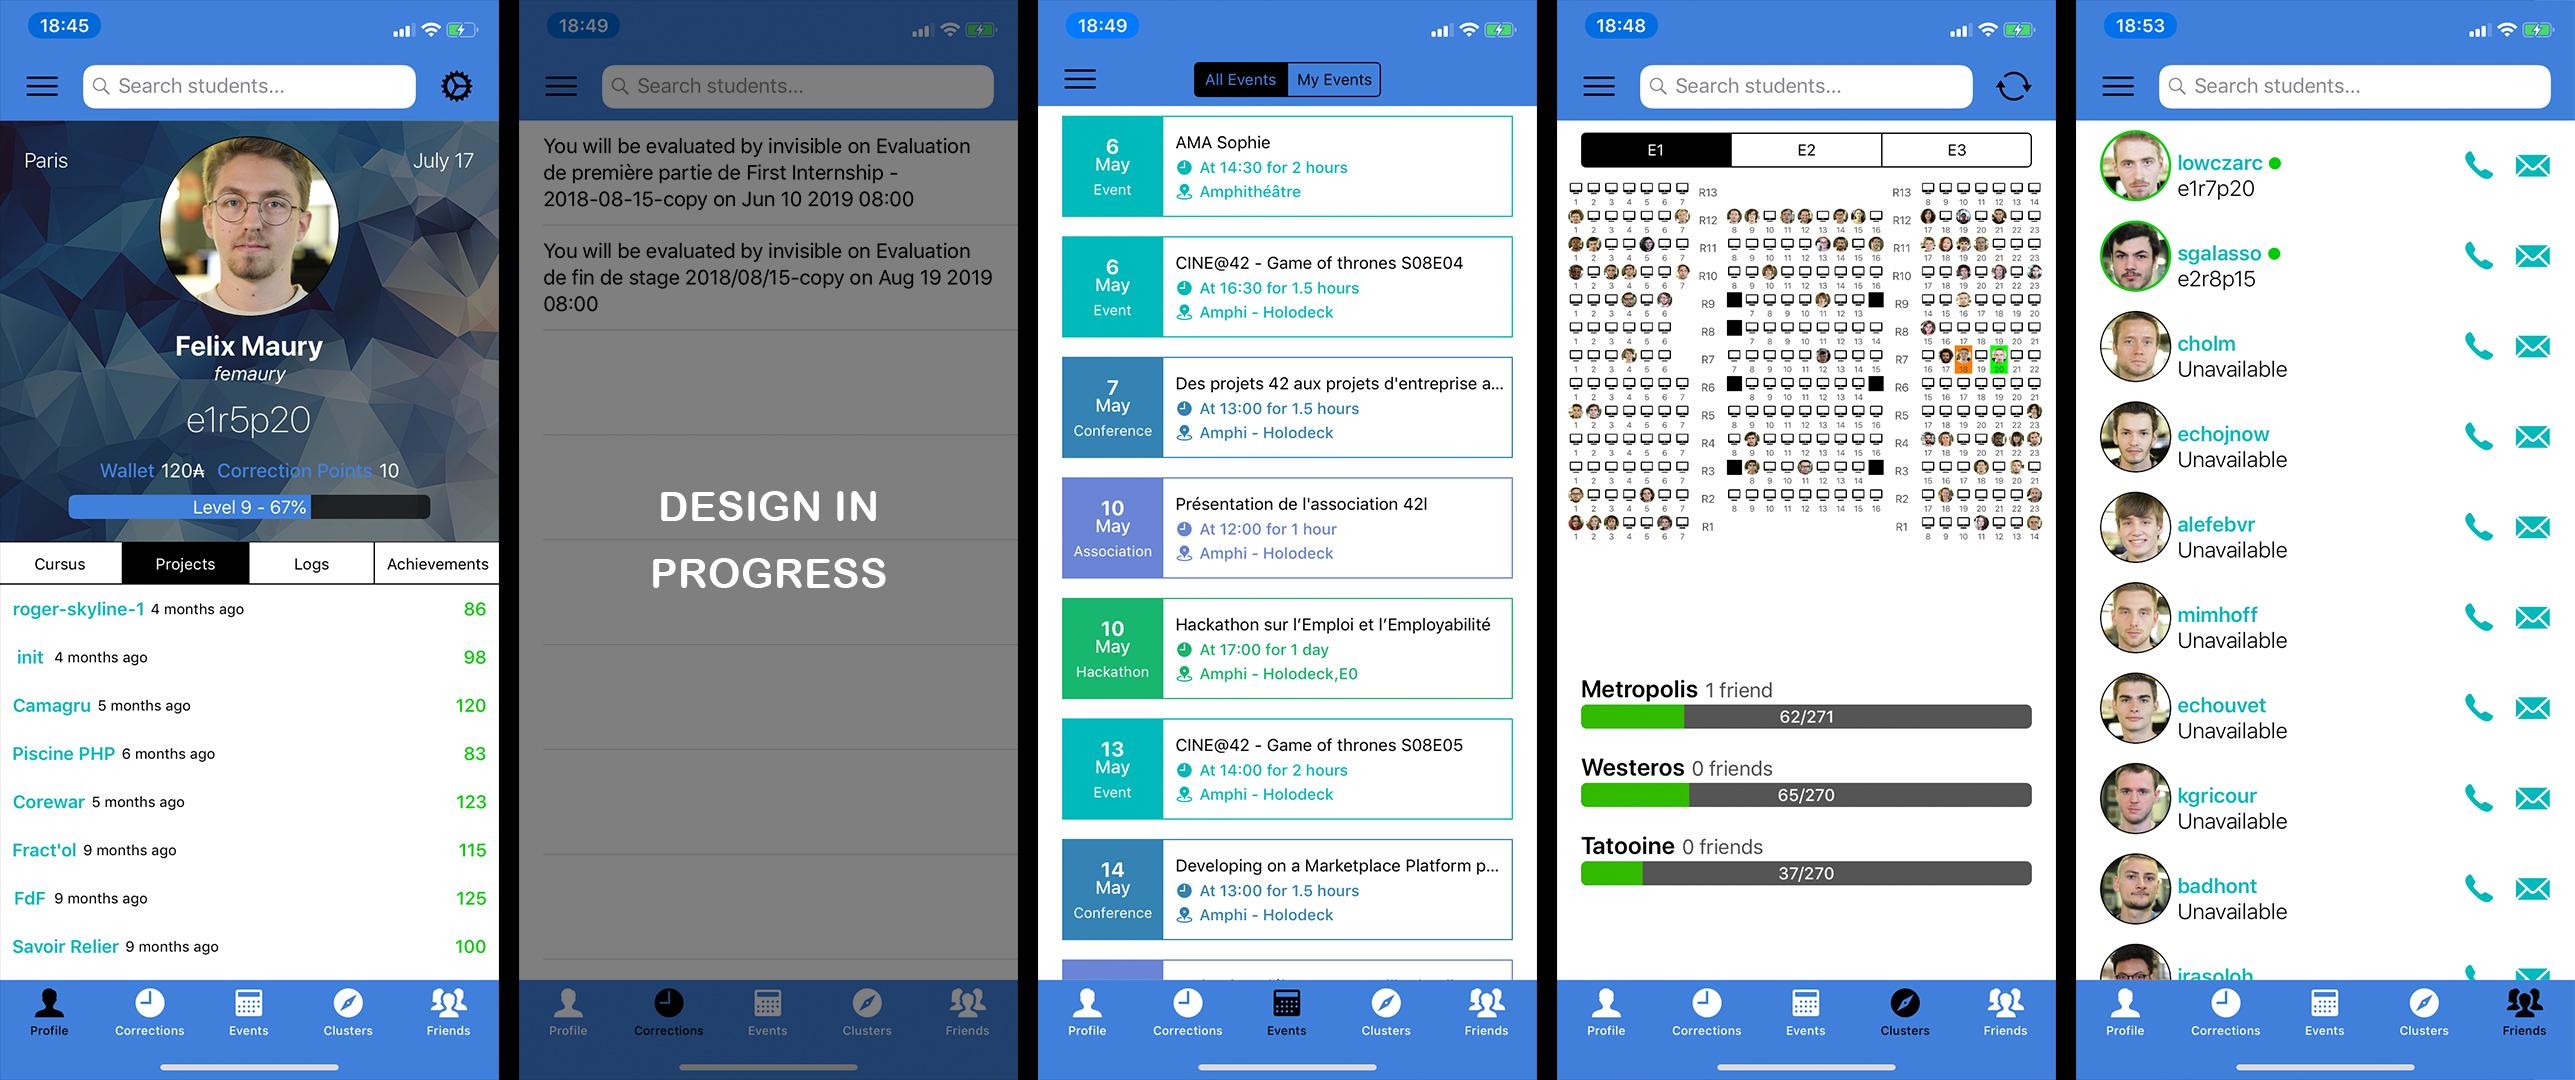 18:45
Search students...
Paris
July 17
Felix Maury
femaury
e1r5p20
Wallet 120₳ Correction Points 10
Level 9 - 67%
Cursus
Projects
Logs
Achievements
roger-skyline-1 4 months ago 86
init 4 months ago 98
Camagru 5 months ago 120
Piscine PHP 6 months ago 83
Corewar 5 months ago 123
Fract'ol 9 months ago 115
FdF 9 months ago 125
Savoir Relier 9 months ago 100
Profile
Corrections
Events
Clusters
Friends
18:49
Search students...
You will be evaluated by invisible on Evaluation
de première partie de First Internship -
2018-08-15-copy on Jun 10 2019 08:00
You will be evaluated by invisible on Evaluation
de fin de stage 2018/08/15-copy on Aug 19 2019
08:00
DESIGN IN
PROGRESS
Profile
Corrections
Events
Clusters
Friends
18:49
All Events
My Events
6
May
Event
AMA Sophie
At 14:30 for 2 hours
Amphithéâtre
6
May
Event
CINE@42 - Game of thrones S08E04
At 16:30 for 1.5 hours
Amphi - Holodeck
7
May
Conference
Des projets 42 aux projets d'entreprise a...
At 13:00 for 1.5 hours
Amphi - Holodeck
10
May
Association
Présentation de l'association 42l
At 12:00 for 1 hour
Amphi - Holodeck
10
May
Hackathon
Hackathon sur l’Emploi et l’Employabilité
At 17:00 for 1 day
Amphi - Holodeck,E0
13
May
Event
CINE@42 - Game of thrones S08E05
At 14:00 for 2 hours
Amphi - Holodeck
14
May
Conference
Developing on a Marketplace Platform p...
At 13:00 for 1.5 hours
Amphi - Holodeck
Profile
Corrections
Events
Clusters
Friends
18:48
Search students...
E1
E2
E3
R13 R13
R12 R12
R11 R11
R10 R10
R9 R9
R8 R8
R7 R7
R6 R6
R5 R5
R4 R4
R3 R3
R2 R2
R1 R1
Metropolis 1 friend
62/271
Westeros 0 friends
65/270
Tatooine 0 friends
37/270
Profile
Corrections
Events
Clusters
Friends
18:53
Search students...
lowczarc
e1r7p20
sgalasso
e2r8p15
cholm
Unavailable
echojnow
Unavailable
alefebvr
Unavailable
mimhoff
Unavailable
echouvet
Unavailable
kgricour
Unavailable
badhont
Unavailable
irasoloh
Profile
Corrections
Events
Clusters
Friends